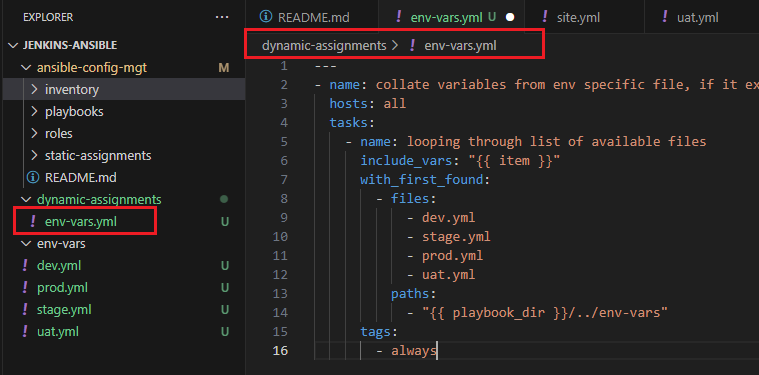 EXPLORER
JENKINS-ANSIBLE
ansible-config-mgt M
inventory
playbooks
roles
static-assignments
README.md
dynamic-assignments
env-vars.yml U
env-vars
dev.yml U
prod.yml U
stage.yml U
uat.yml U
README.md env-vars.yml U site.yml uat.yml
dynamic-assignments > env-vars.yml
1 ---
2 - name: collate variables from env specific file, if it ex
3 hosts: all
4 tasks:
5 - name: looping through list of available files
6 include_vars: "{{ item }}"
7 with_first_found:
8 - files:
9 - dev.yml
10 - stage.yml
11 - prod.yml
12 - uat.yml
13 paths:
14 - "{{ playbook_dir }}/../env-vars"
15 tags:
16 - always